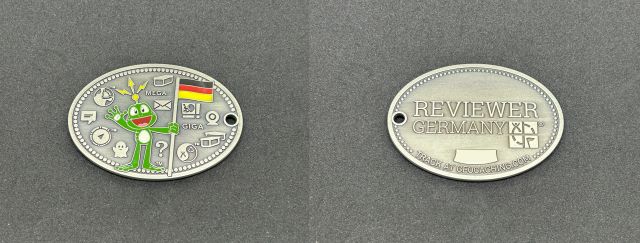 MEGA
GIGA
?
REVIEWER
GERMANY
®
TRACK AT GEOCACHING.COM